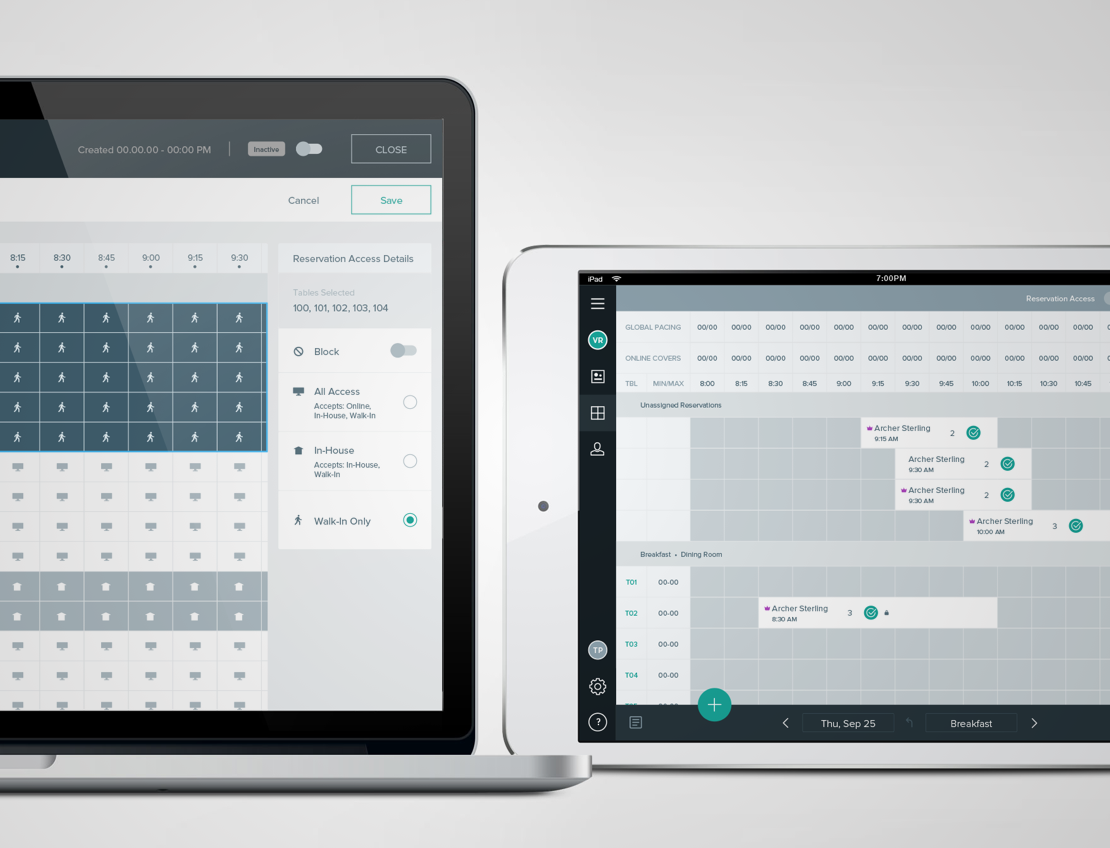 Created 00.00.00 - 00:00 PM
Inactive
CLOSE
Cancel
Save
8:15 8:30 8:45 9:00 9:15 9:30
Reservation Access Details
Tables Selected
100, 101, 102, 103, 104
Block
All Access
Accepts: Online,
In-House, Walk-In
In-House
Accepts: In-House,
Walk-In
Walk-In Only
iPad
7:00PM
Reservation Access
VR
GLOBAL PACING 00/00 00/00 00/00 00/00 00/00 00/00 00/00 00/00 00/00 00/00 00/00 00/00
ONLINE COVERS 00/00 00/00 00/00 00/00 00/00 00/00 00/00 00/00 00/00 00/00 00/00 00/00
TBL MIN/MAX 8:00 8:15 8:30 8:45 9:00 9:15 9:30 9:45 10:00 10:15 10:30 10:45
Unassigned Reservations
Archer Sterling 2
9:15 AM
Archer Sterling 2
9:30 AM
Archer Sterling 2
9:30 AM
Archer Sterling 3
10:00 AM
Breakfast • Dining Room
T01 00-00
T02 00-00
Archer Sterling 3
8:30 AM
T03 00-00
T04 00-00
TP
?
Thu, Sep 25
Breakfast